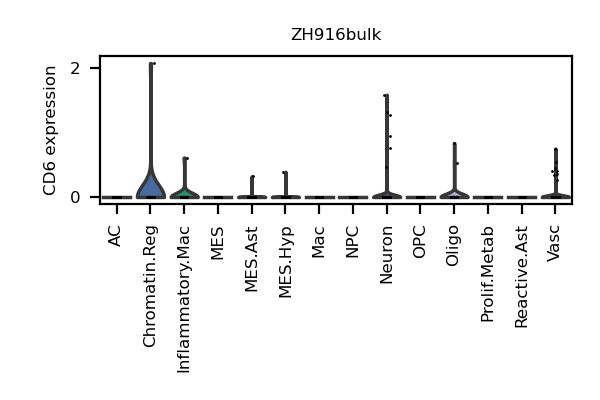 ZH916bulk
CD6 expression
2
0
AC
Chromatin.Reg
Inflammatory.Mac
MES
MES.Ast
MES.Hyp
Mac
NPC
Neuron
OPC
Oligo
Prolif.Metab
Reactive.Ast
Vasc